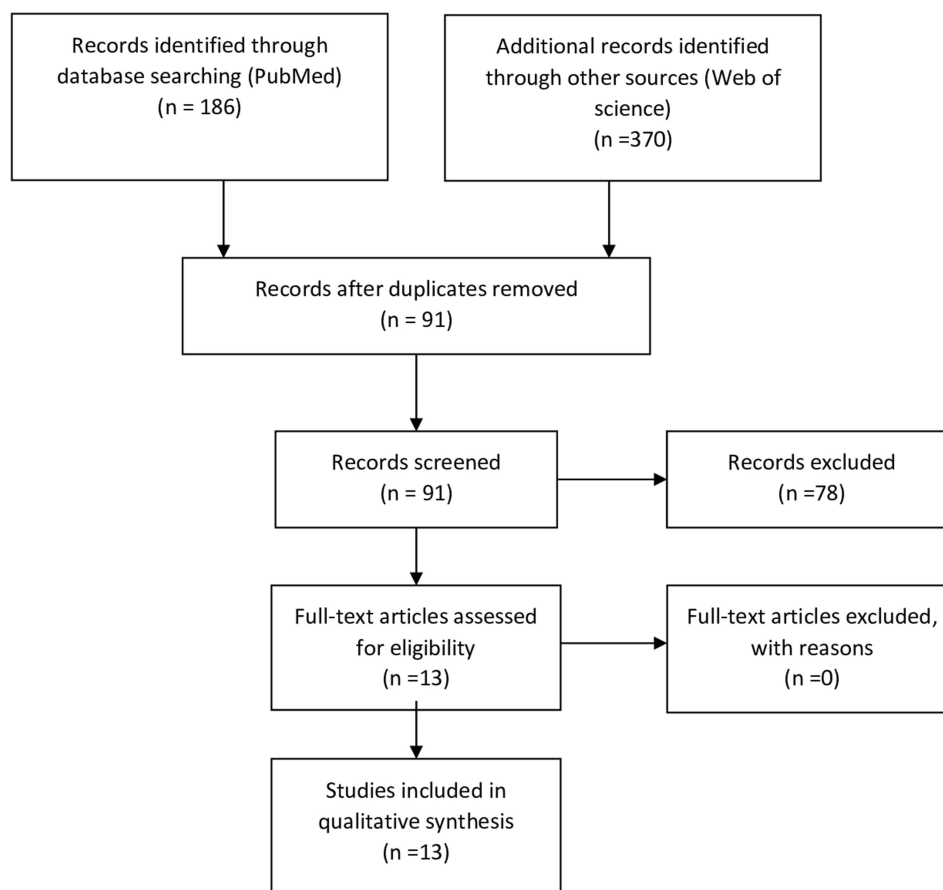 Records identified through
database searching (PubMed)
(n = 186)
Additional records identified
through other sources (Web of
science)
(n =370)
Records after duplicates removed
(n = 91)
Records screened
(n = 91)
Records excluded
(n =78)
Full-text articles assessed
for eligibility
(n =13)
Full-text articles excluded,
with reasons
(n =0)
Studies included in
qualitative synthesis
(n =13)